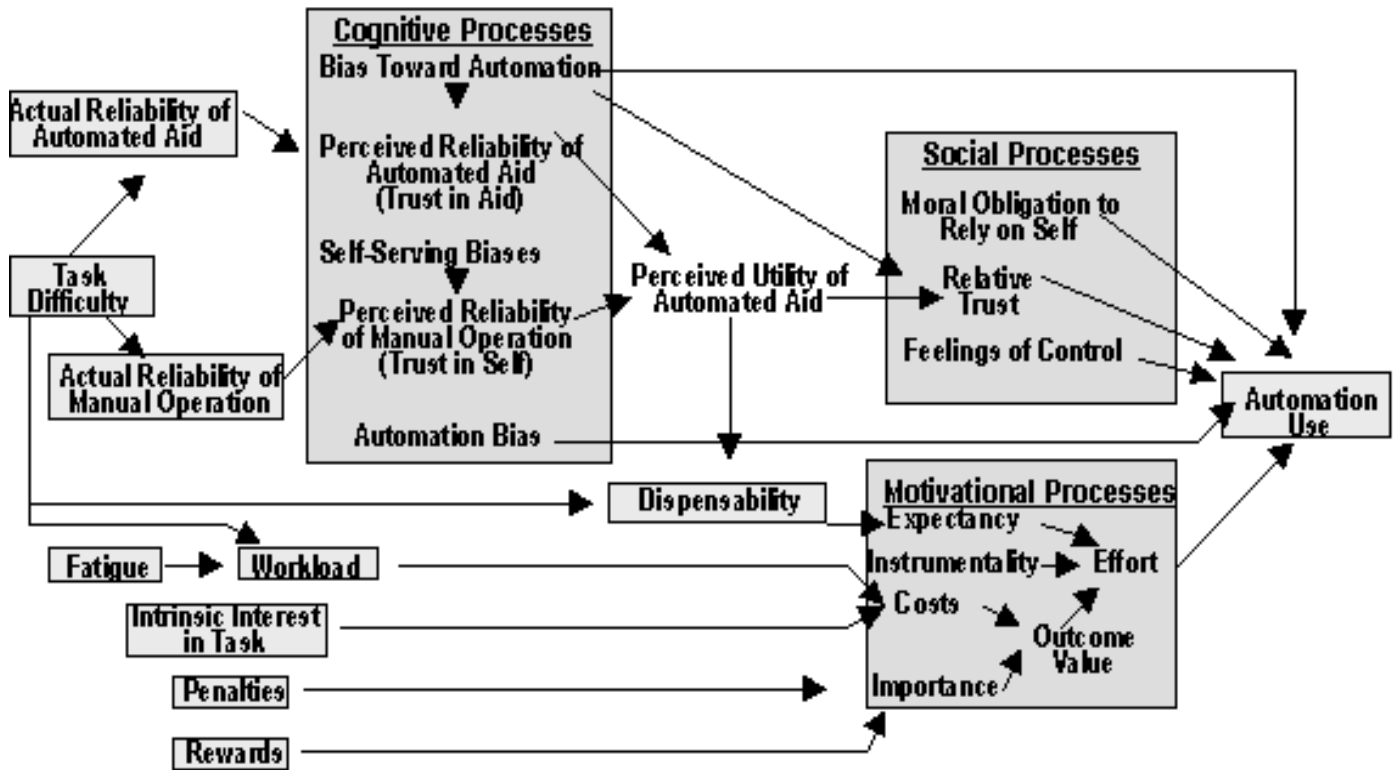 Cognitive Processes
Bias Toward Automation
Actual Reliability of
Automated Aid
Perceived Reliability of
Automated Aid
(Trust in Aid)
Self-Serving Biases
Perceived Reliability
of Manual Operation
(Trust in Self)
Automation Bias
Task
Difficulty
Actual Reliability of
Manual Operation
Perceived Utility of
Automated Aid
Social Processes
Moral Obligation to
Rely on Self
Relative
Trust
Feelings of Control
Automation
Use
Dispensability
Motivational Processes
Expectancy
Instrumentality
Effort
Costs
Outcome
Value
Importance
Fatigue
Workload
Intrinsic Interest
in Task
Penalties
Rewards